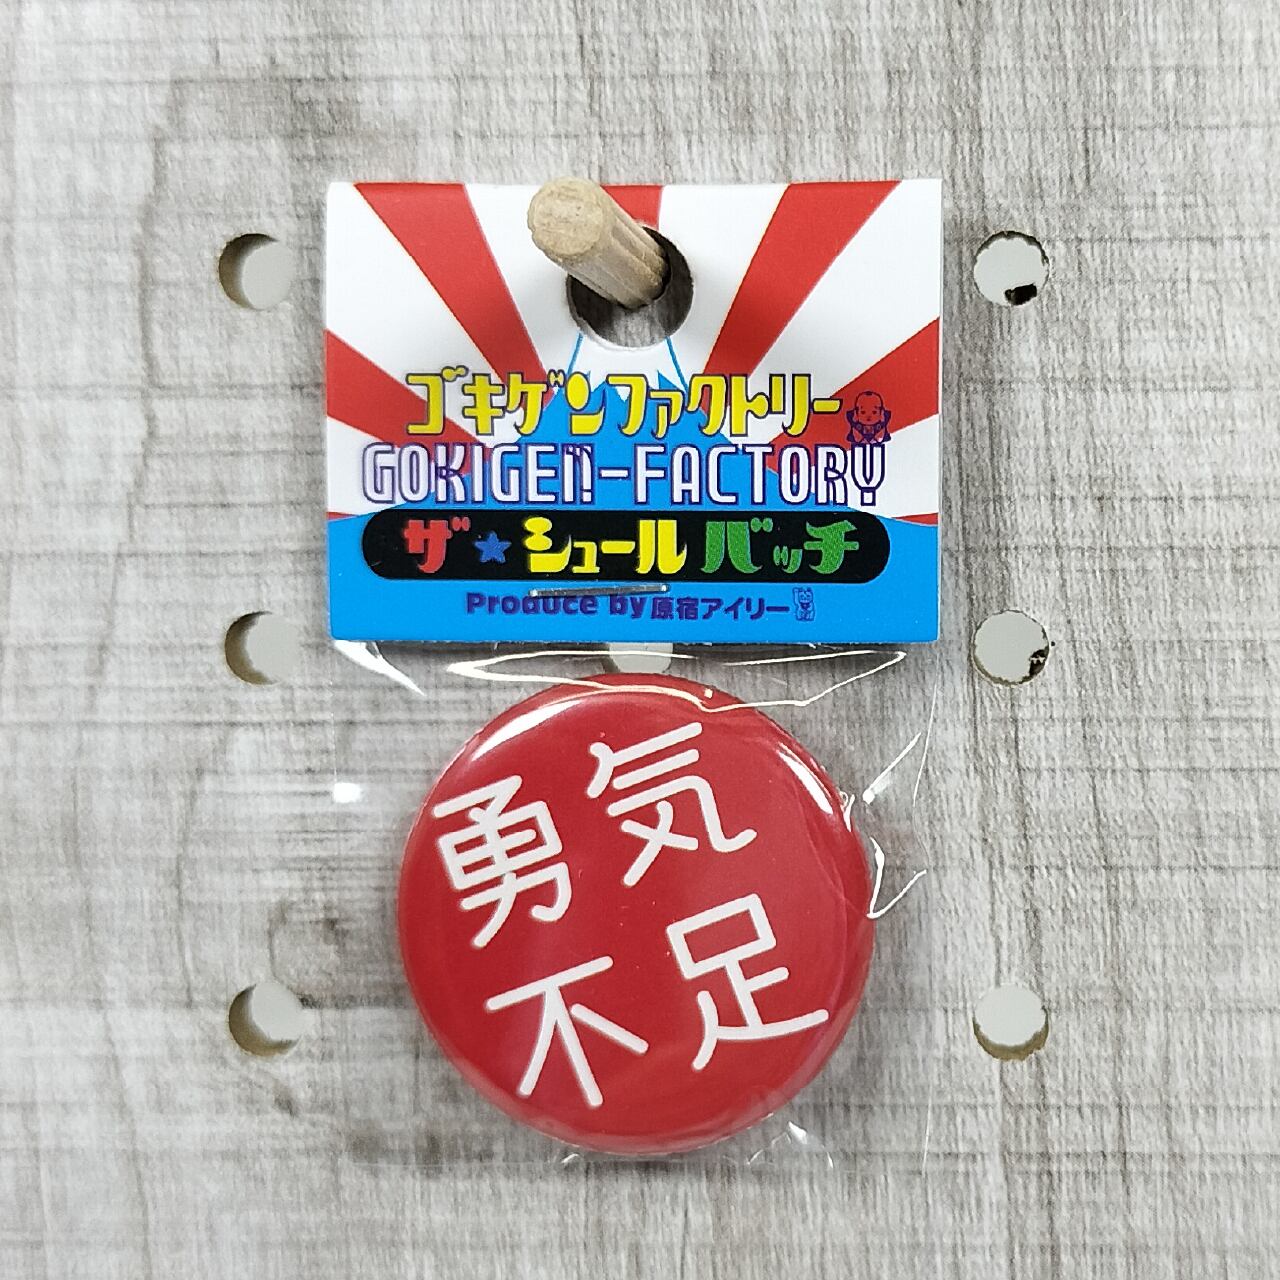 ゴキゲンファクトリー
GOKIGEN-FACTORY
ザ★シュールバッチ
Produce by 原宿アイリー
勇気
不足